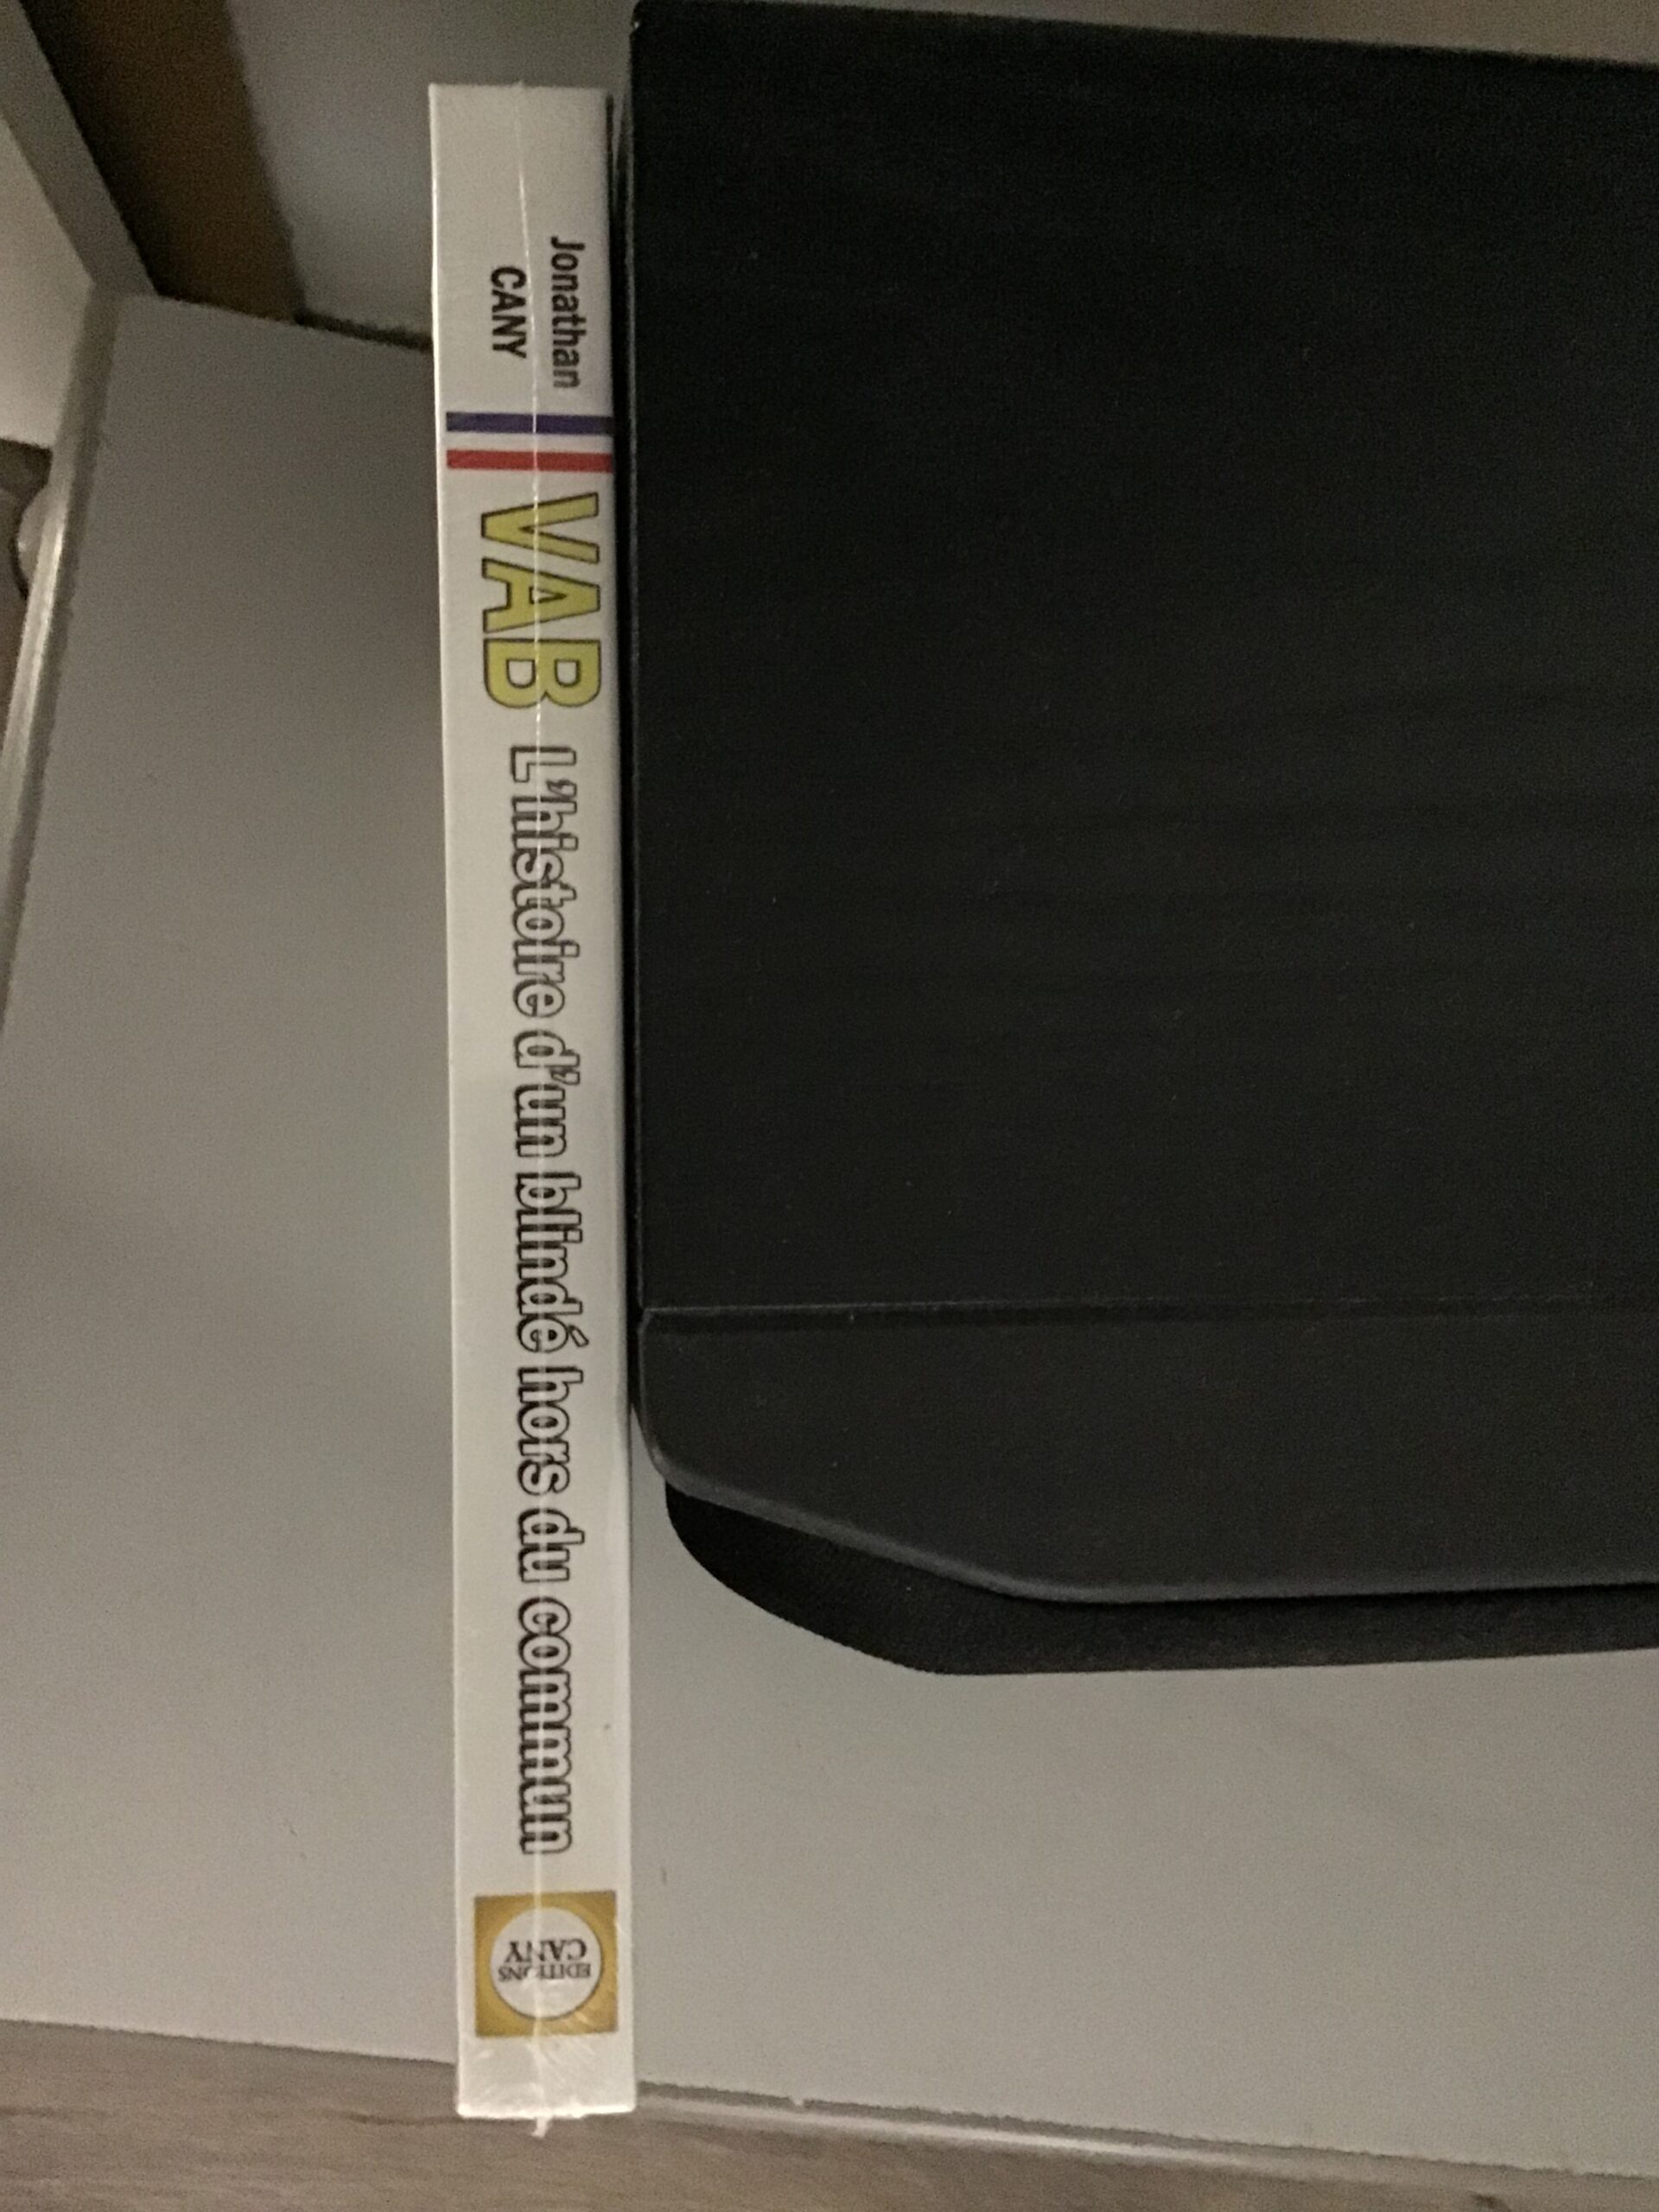 Jonathan
CANY
VAB L'histoire d'un blindé hors du commun
EDITIONS
CANY